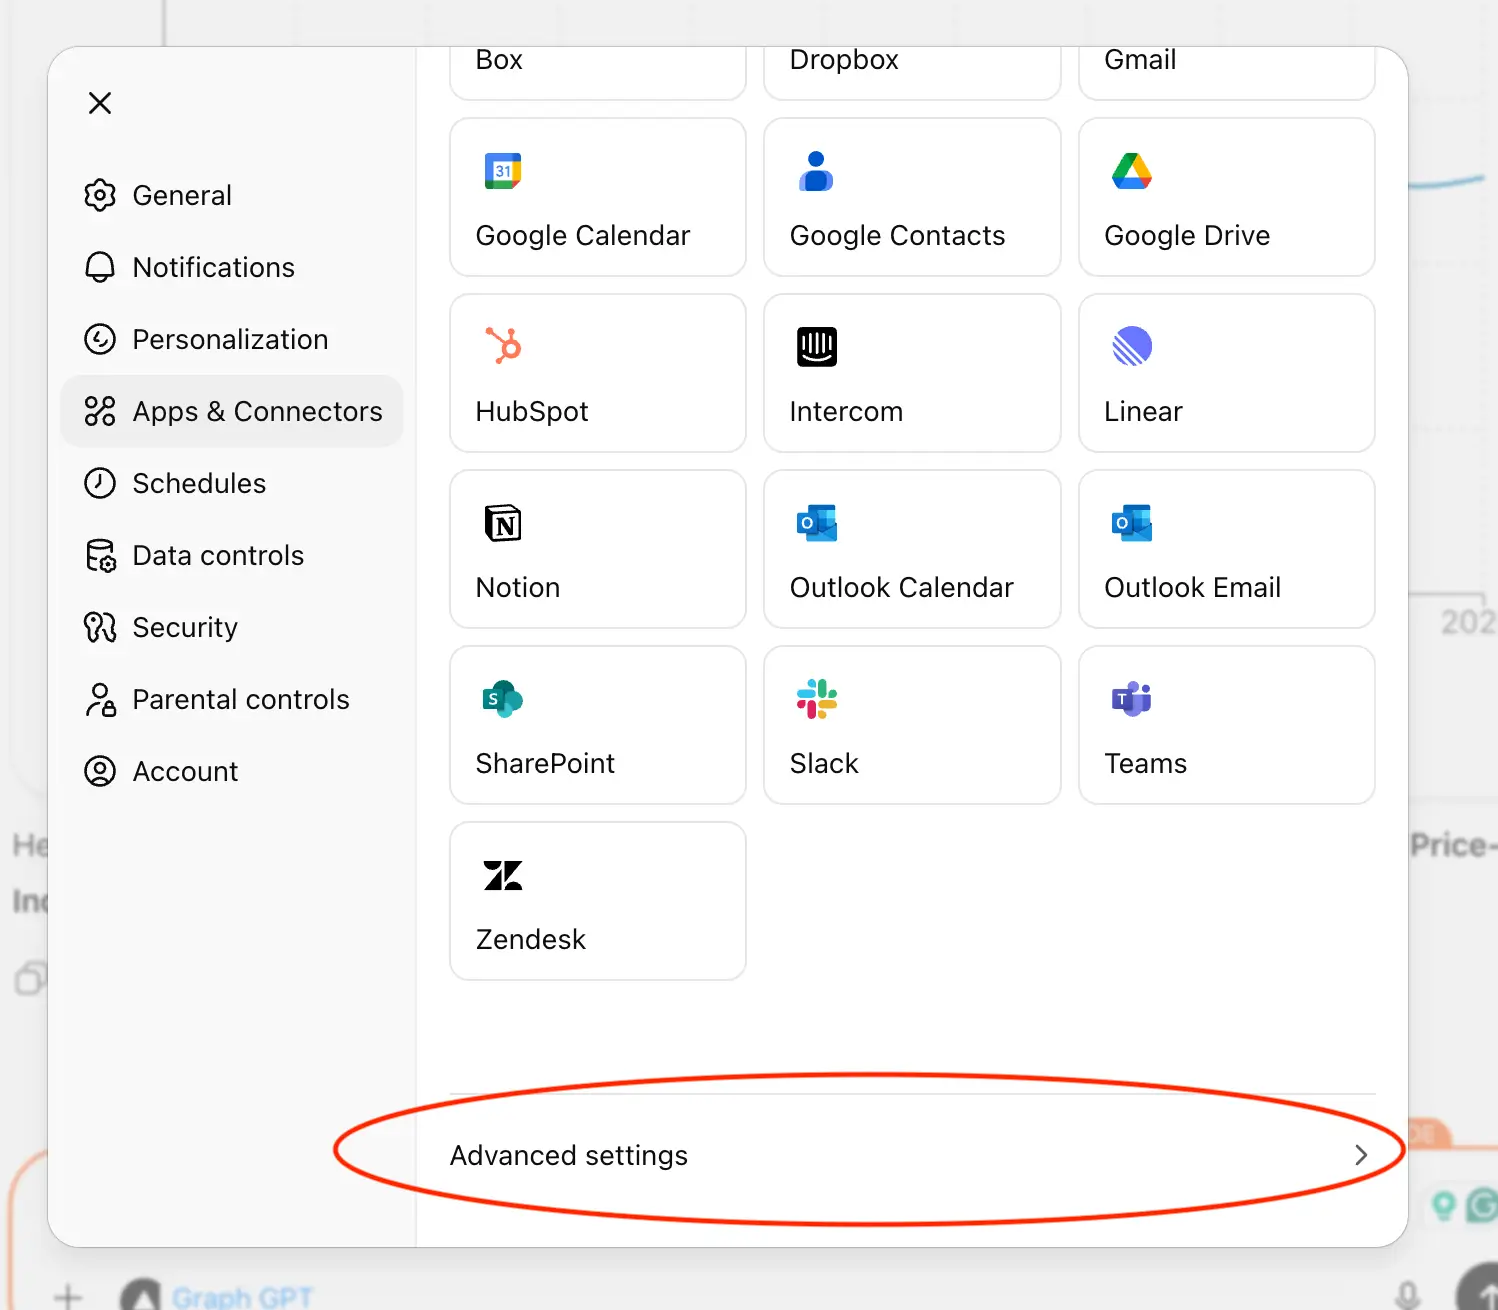 Box
Dropbox
Gmail
General
Notifications
Personalization
Apps & Connectors
Schedules
Data controls
Security
Parental controls
Account
31
Google Calendar
Google Contacts
Google Drive
HubSpot
Intercom
Linear
N
Notion
O
Outlook Calendar
O
Outlook Email
S
SharePoint
Slack
T
Teams
Zendesk
Advanced settings
202
He
Price-
Inc
Graph GPT